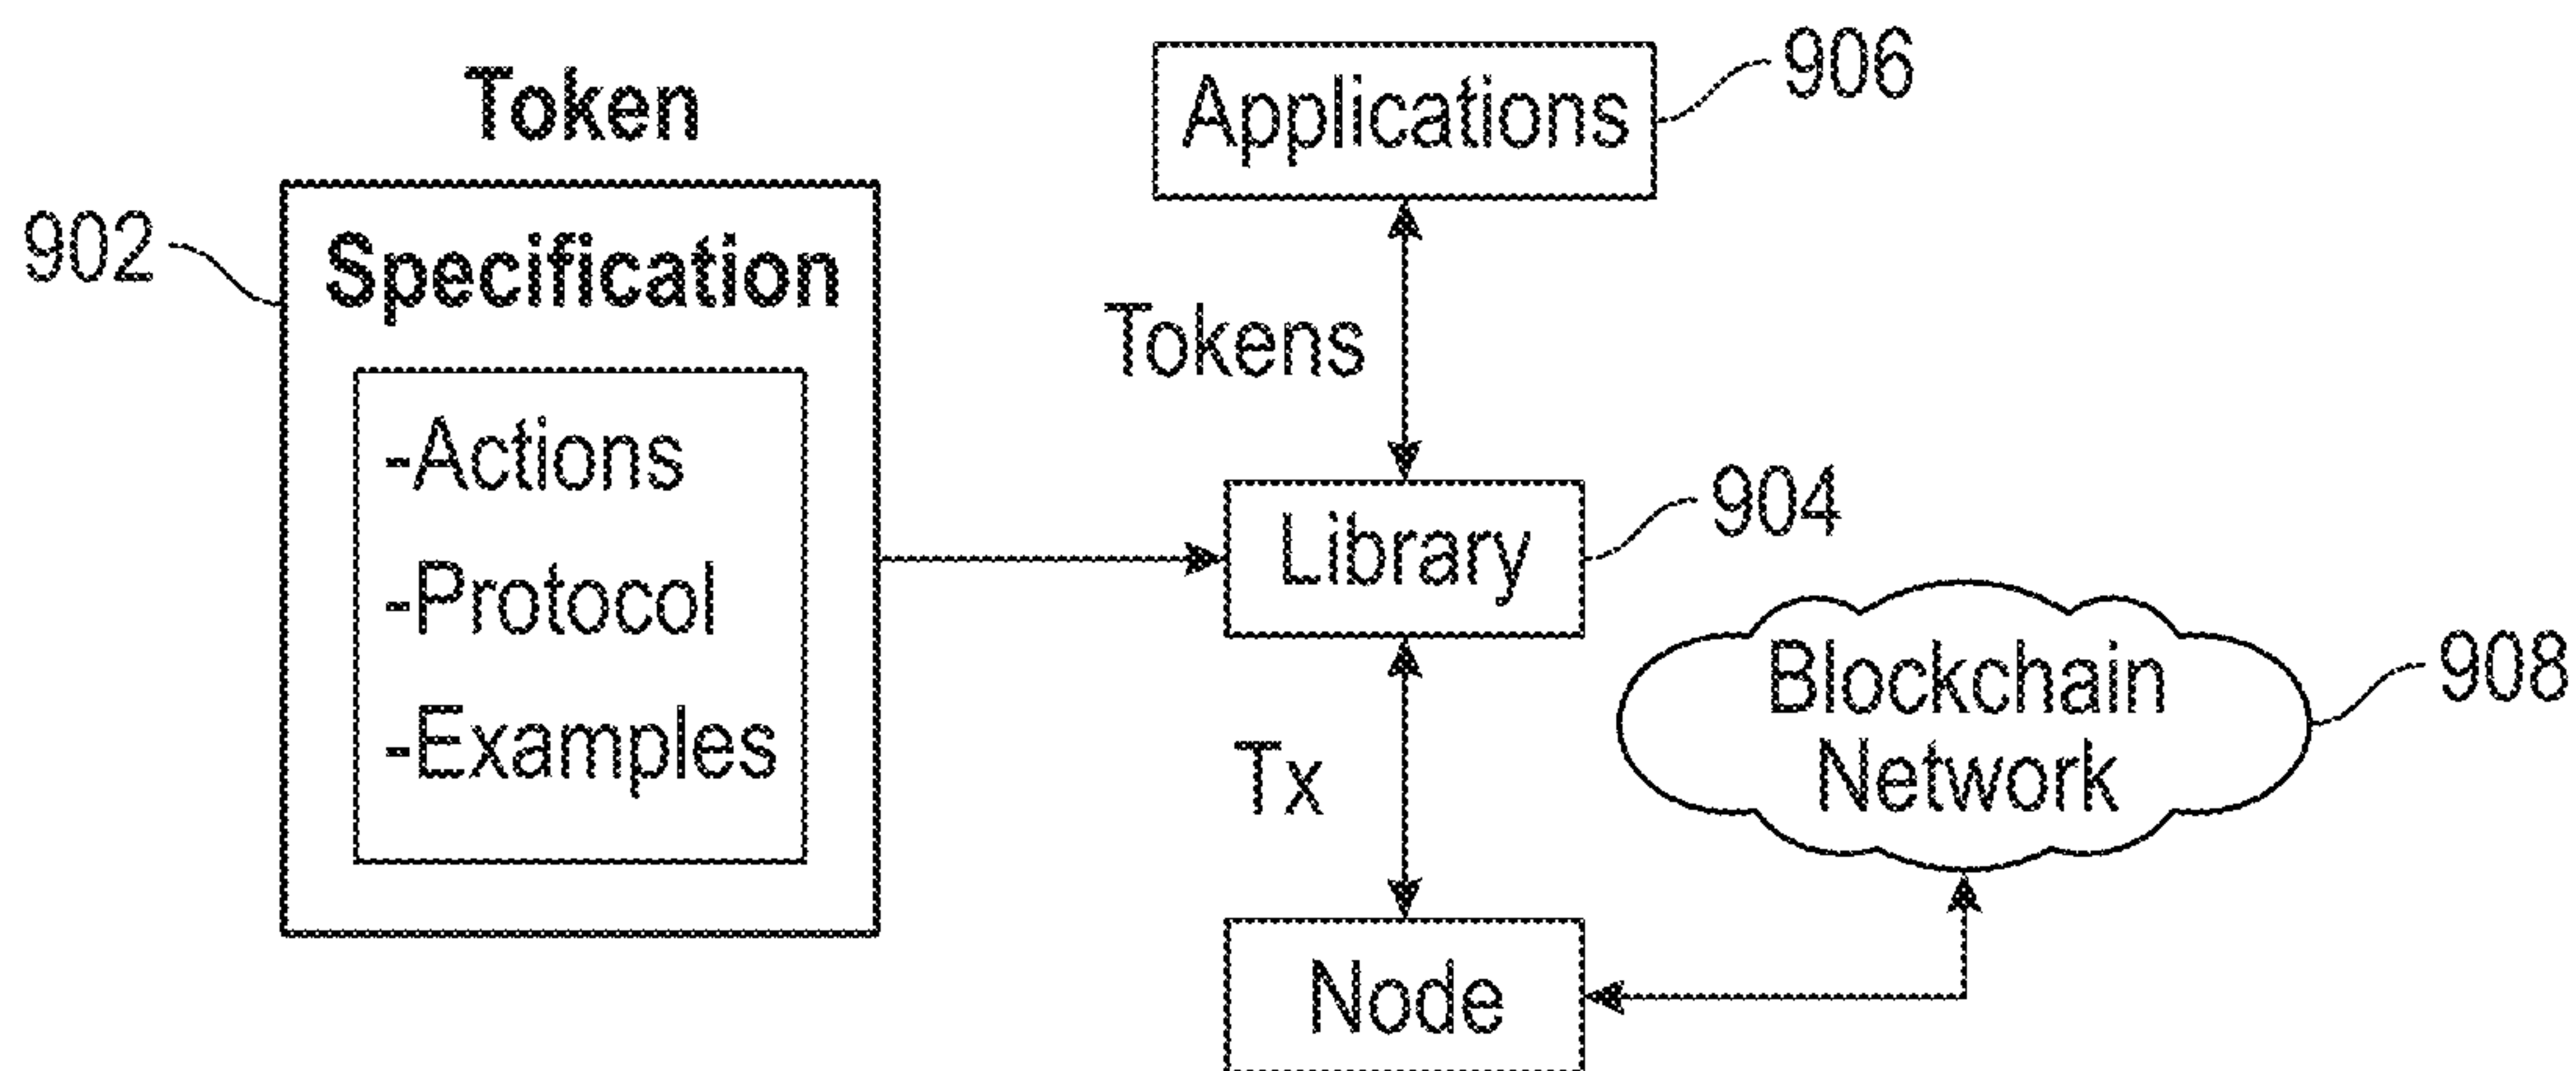 Token
902
Specification
-Actions
-Protocol
-Examples
Applications
906
Tokens
Library
904
Tx
Blockchain
Network
908
Node